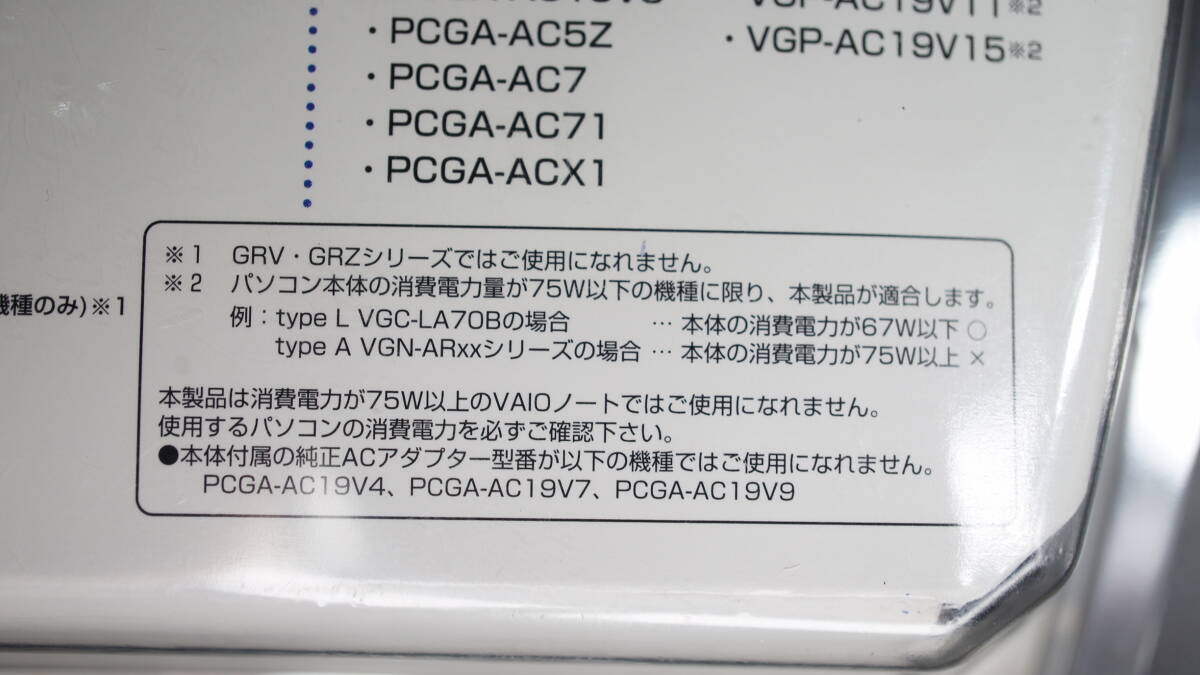 ・PCGA-AC5Z
・PCGA-AC7
・PCGA-AC71
・PCGA-ACX1
VGP-AC19V11※2
・VGP-AC19V15※2
機種のみ)※1
※1 GRV・GRZシリーズではご使用になれません。
※2 パソコン本体の消費電力量が75W以下の機種に限り、本製品が適合します。
例：type L VGC-LA70Bの場合 … 本体の消費電力が67W以下 ○
type A VGN-ARxxシリーズの場合 … 本体の消費電力が75W以上 ×
本製品は消費電力が75W以上のVAIOノートではご使用になれません。
使用するパソコンの消費電力を必ずご確認下さい。
●本体付属の純正ACアダプター型番が以下の機種ではご使用になれません。
PCGA-AC19V4、PCGA-AC19V7、PCGA-AC19V9